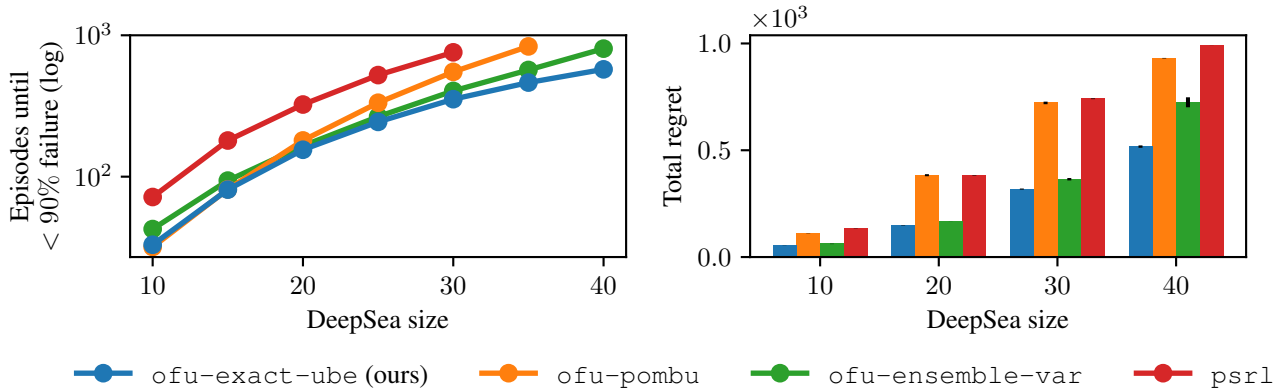 10³
10²
Episodes until
< 90% failure (log)
10 20 30 40
DeepSea size
×10³
1.0
0.5
0.0
Total regret
10 20 30 40
DeepSea size
ofu-exact-ube (ours) ofu-pombu ofu-ensemble-var psrl